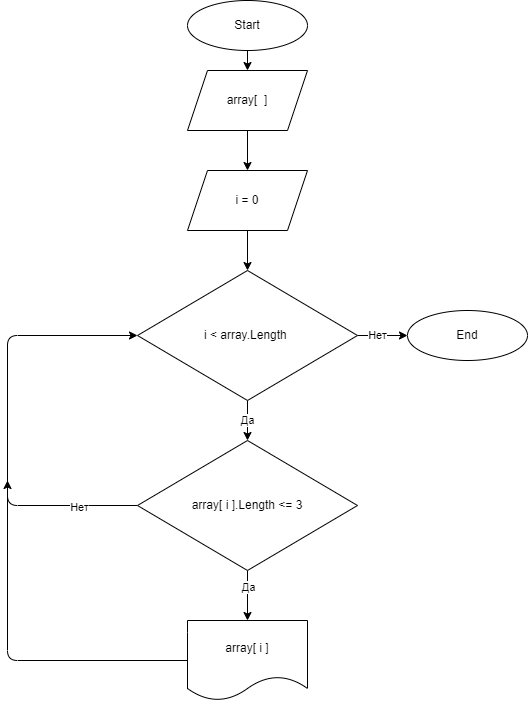 Start
array[  ]
i = 0
i < array.Length
Нет
End
Да
array[ i ].Length <= 3
Нет
Да
array[ i ]